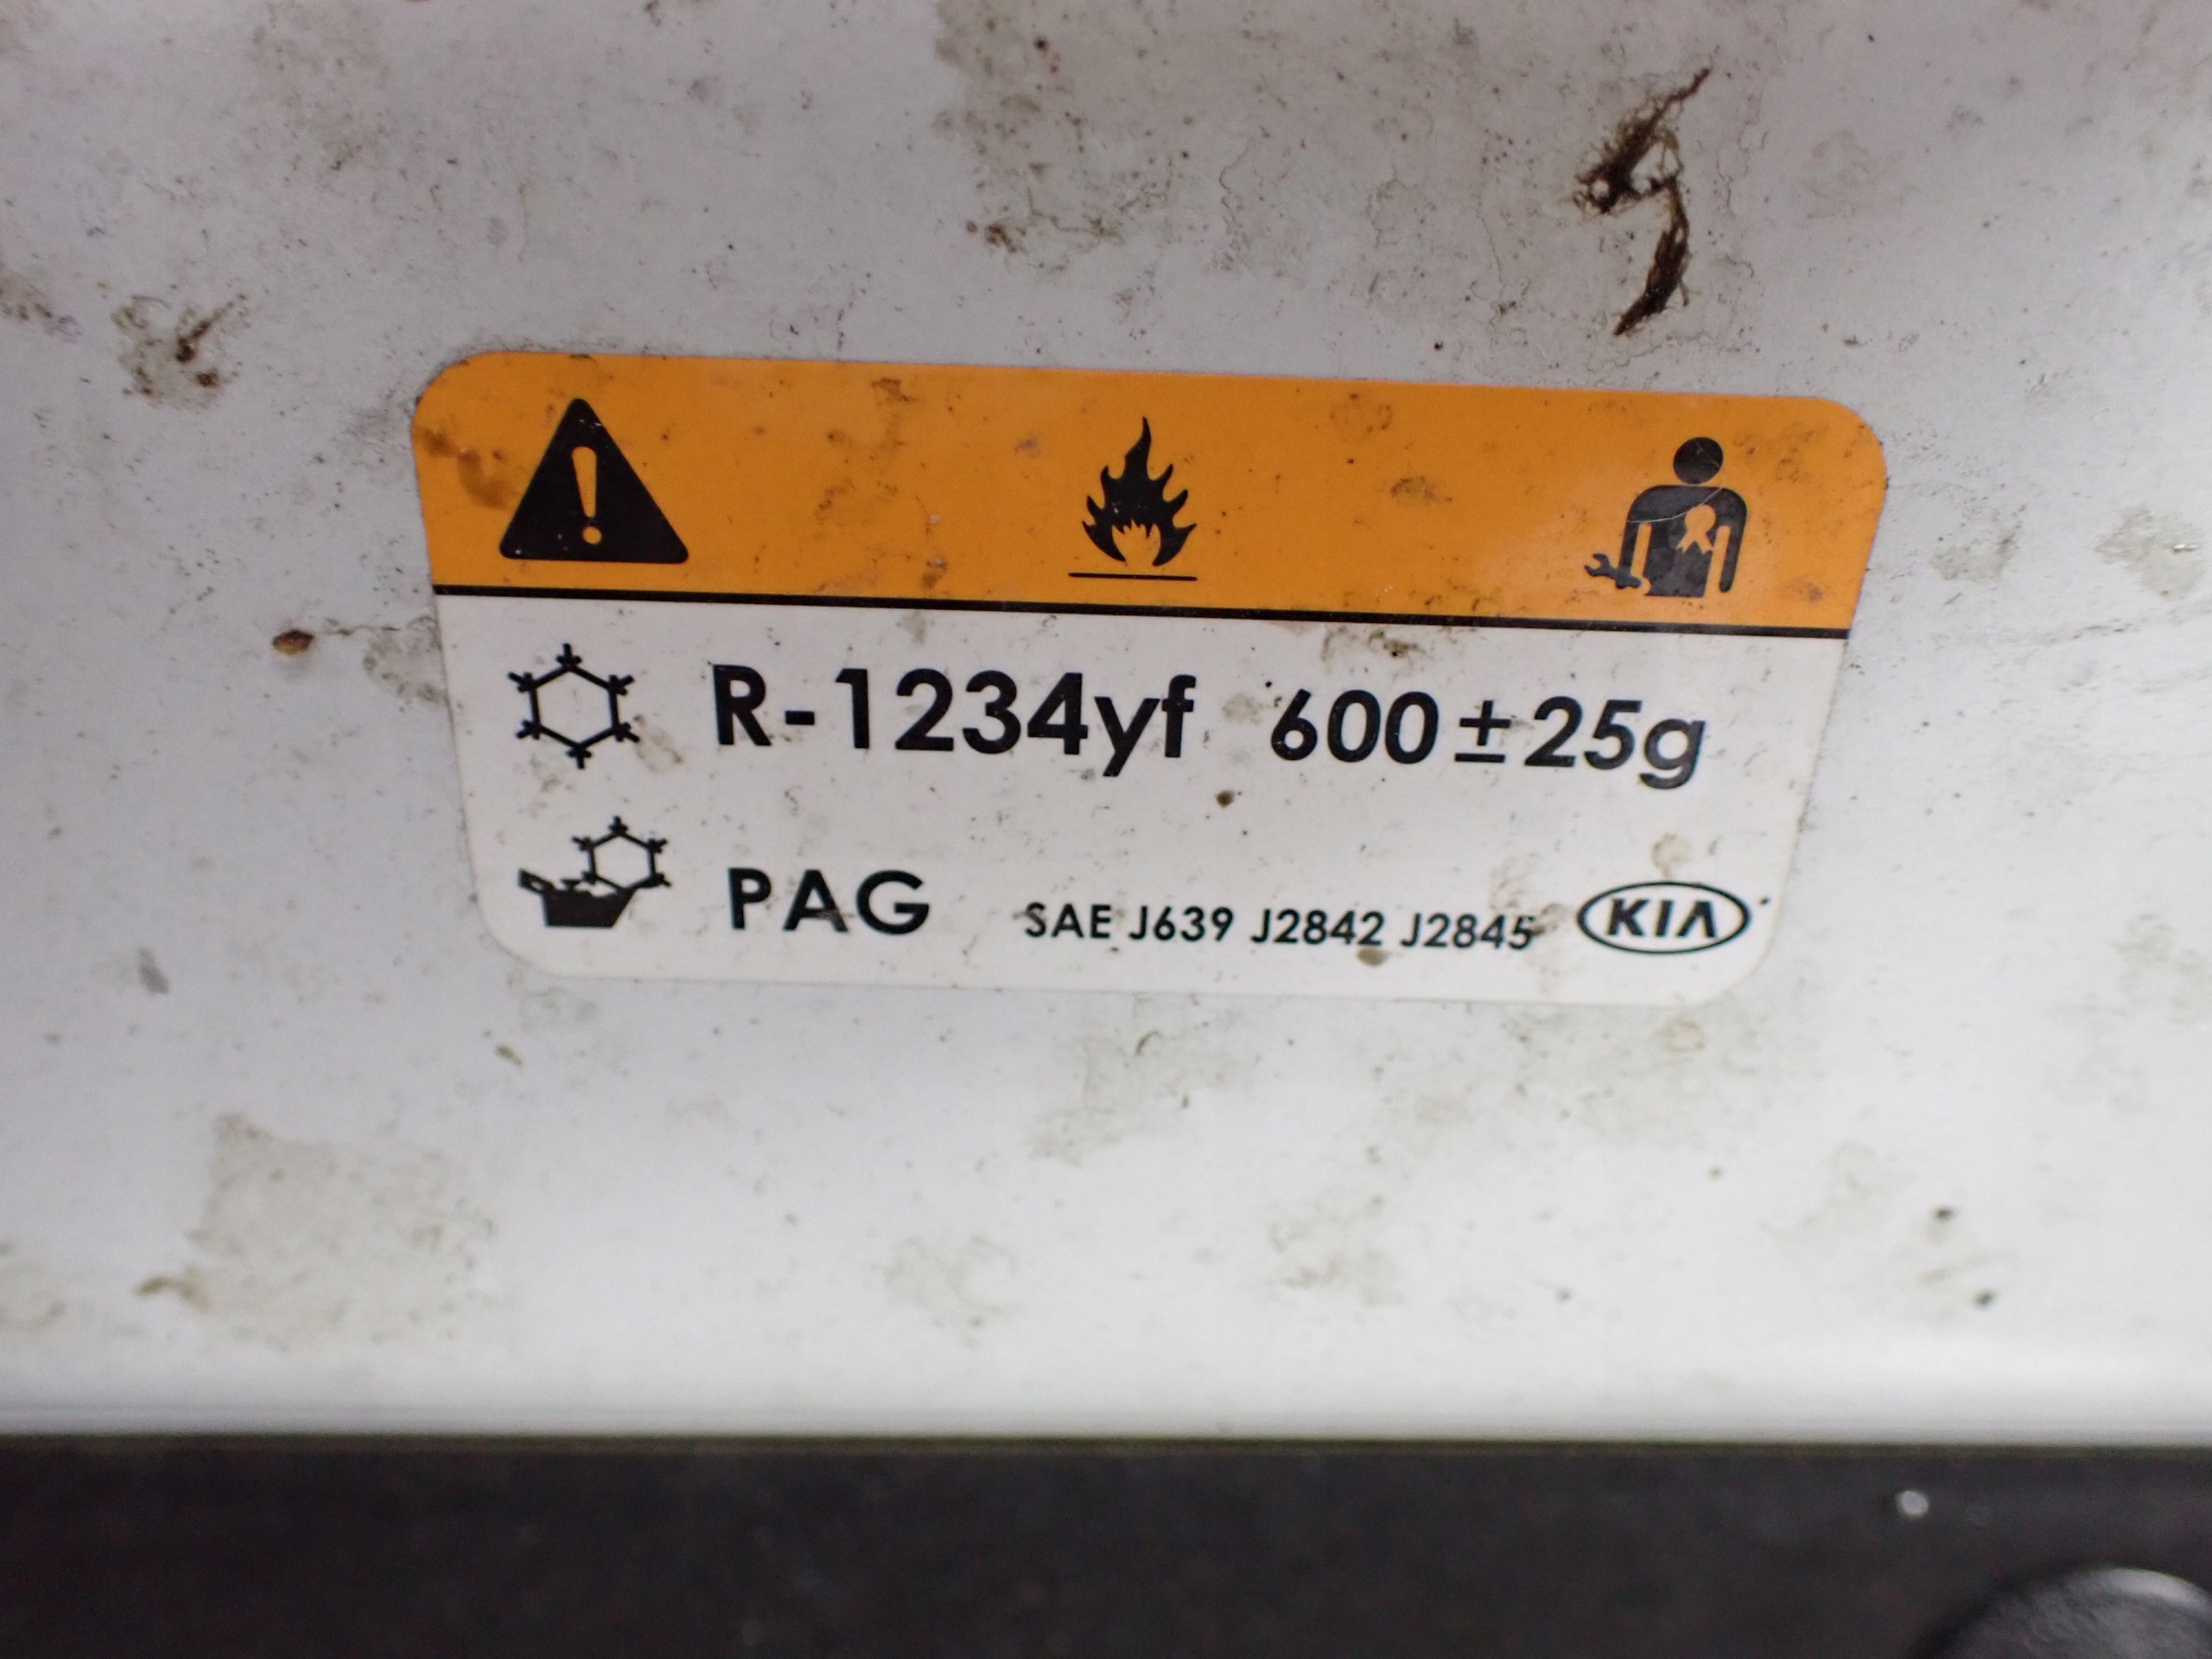 R-1234yf 600±25g
PAG SAE J639 J2842 J2845 KIA